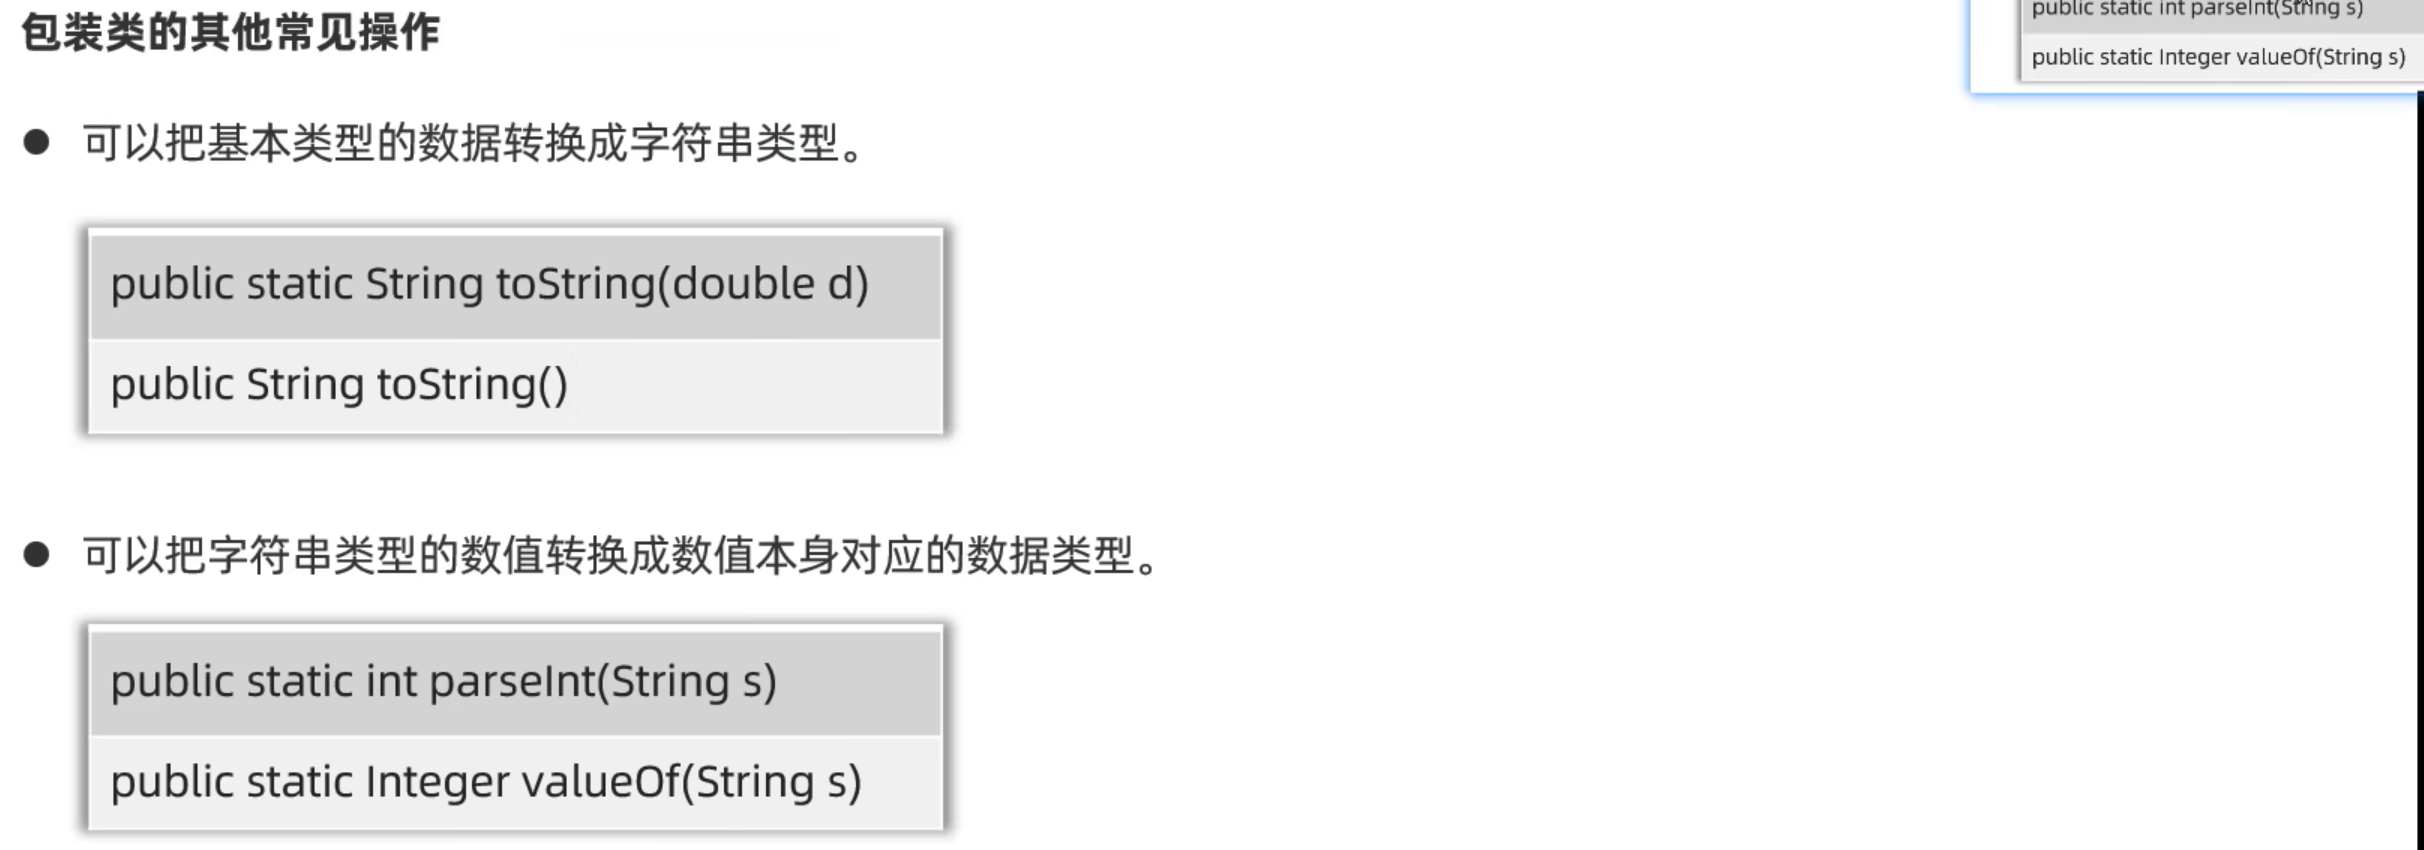 包装类的其他常见操作
public static int parseInt(String s)
public static Integer valueOf(String s)
● 可以把基本类型的数据转换成字符串类型。
public static String toString(double d)
public String toString()
● 可以把字符串类型的数值转换成数值本身对应的数据类型。
public static int parseInt(String s)
public static Integer valueOf(String s)